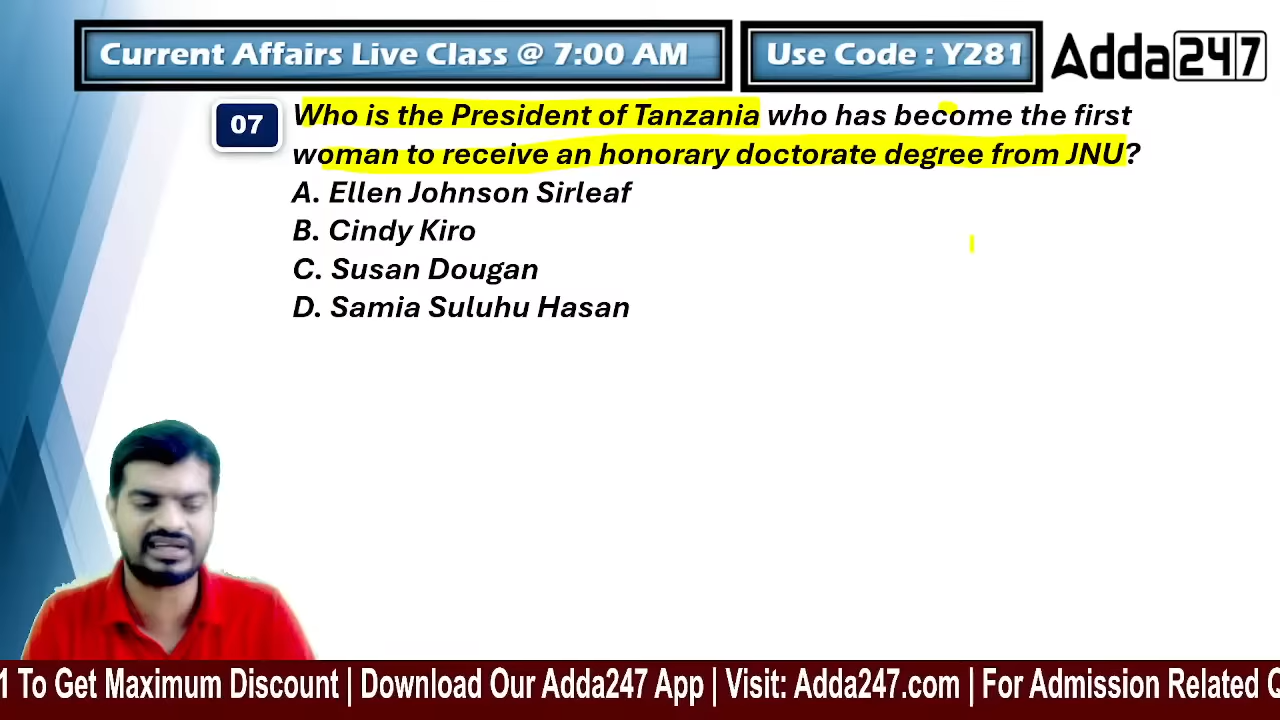 Current Affairs Live Class @ 7:00 AM
Use Code : Y281
Adda247
07
Who is the President of Tanzania who has become the first
woman to receive an honorary doctorate degree from JNU?
A. Ellen Johnson Sirleaf
B. Cindy Kiro
C. Susan Dougan
D. Samia Suluhu Hasan
1 To Get Maximum Discount | Download Our Adda247 App | Visit: Adda247.com | For Admission Related Q